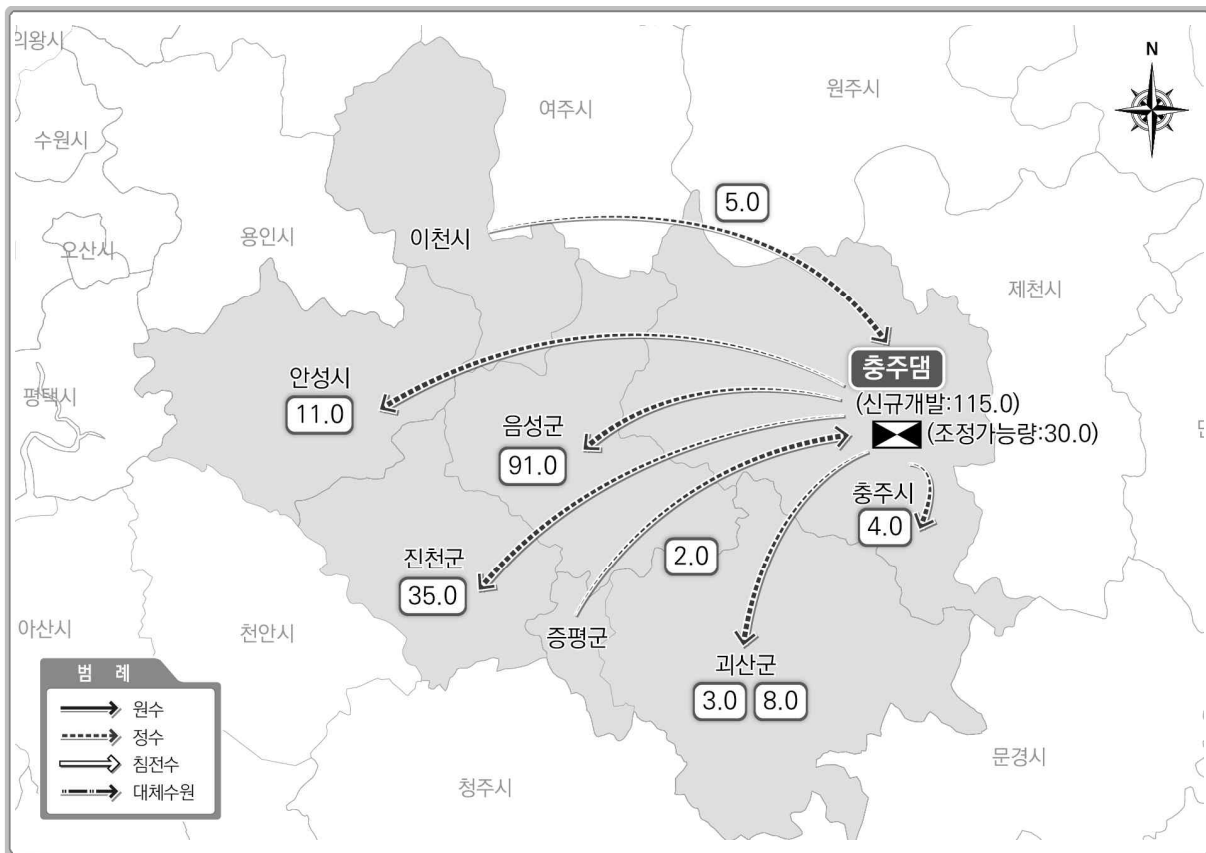 의왕시
N
여주시
원주시
수원시
5.0
오산시
용인시
이천시
제천시
충주댐
안성시
(신규개발:115.0)
평택시
11.0
음성군
(조정가능량:30.0)
91.0
충주시
4.0
진천군
2.0
35.0
아산시
천안시
증평군
괴산군
범 례
3.0 8.0
원수
정수
문경시
침전수
청주시
대체수원